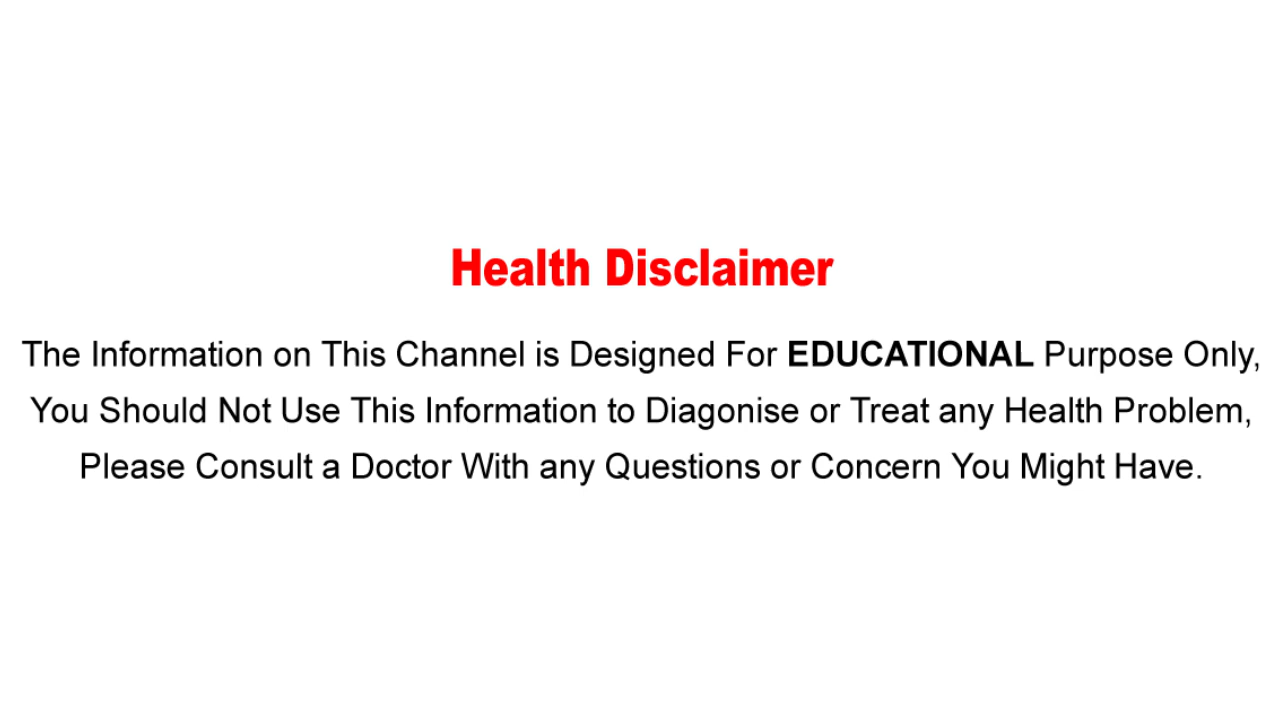 Health Disclaimer
The Information on This Channel is Designed For EDUCATIONAL Purpose Only,
You Should Not Use This Information to Diagonise or Treat any Health Problem,
Please Consult a Doctor With any Questions or Concern You Might Have.